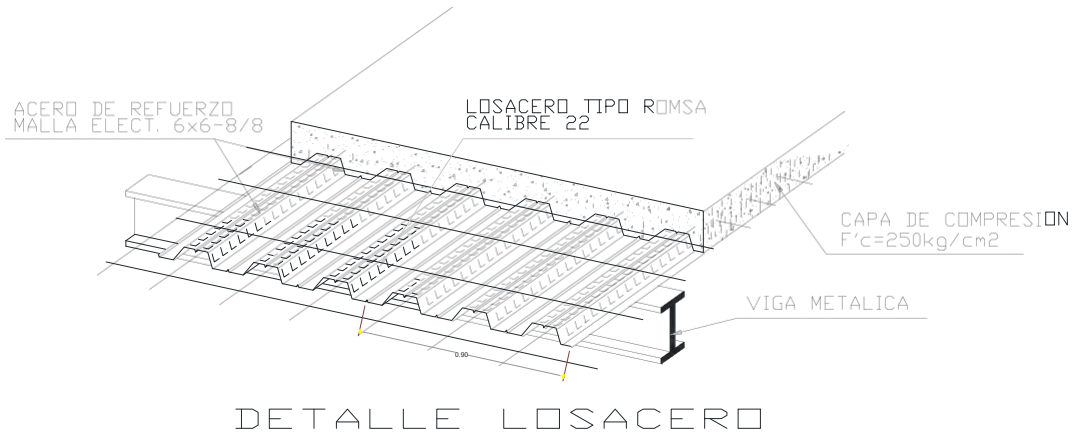 ACERO DE REFUERZO
MALLA ELECT. 6x6-8/8
LOSACERO TIPO ROMSA
CALIBRE 22
CAPA DE COMPRESION
F'c=250kg/cm2
VIGA METALICA
0.90
DETALLE LOSACERO